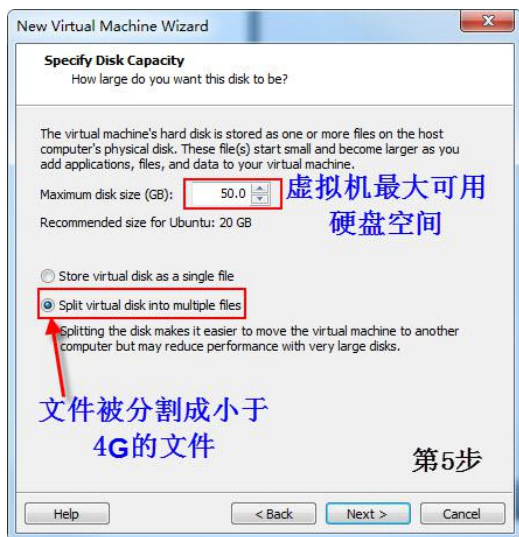 New Virtual Machine Wizard
Specify Disk Capacity
How large do you want this disk to be?
The virtual machine's hard disk is stored as one or more files on the host
computer's physical disk. These file(s) start small and become larger as you
add applications, files, and data to your virtual machine.
Maximum disk size (GB): 50.0
虚拟机最大可用
硬盘空间
Recommended size for Ubuntu: 20 GB
Store virtual disk as a single file
Split virtual disk into multiple files
Splitting the disk makes it easier to move the virtual machine to another
computer but may reduce performance with very large disks.
文件被分割成小于
4G的文件
第5步
Help < Back Next > Cancel